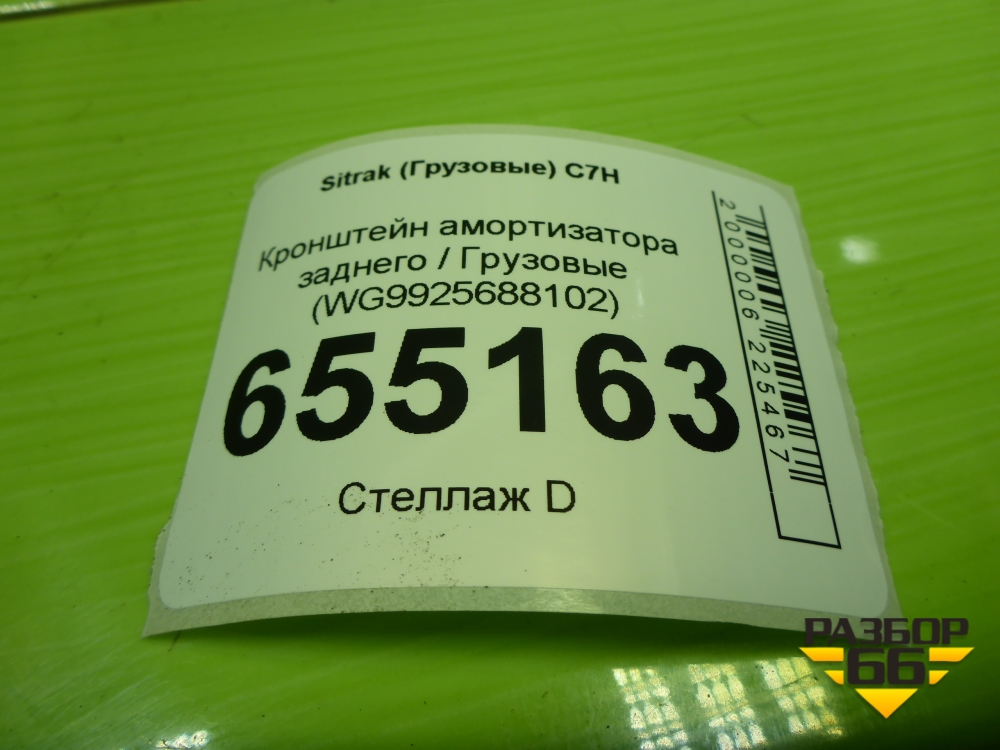 Sitrak (Грузовые) C7H
Кронштейн амортизатора
заднего / Грузовые
(WG9925688102)
655163
Стеллаж D
2000006225467
РАЗБОР
66